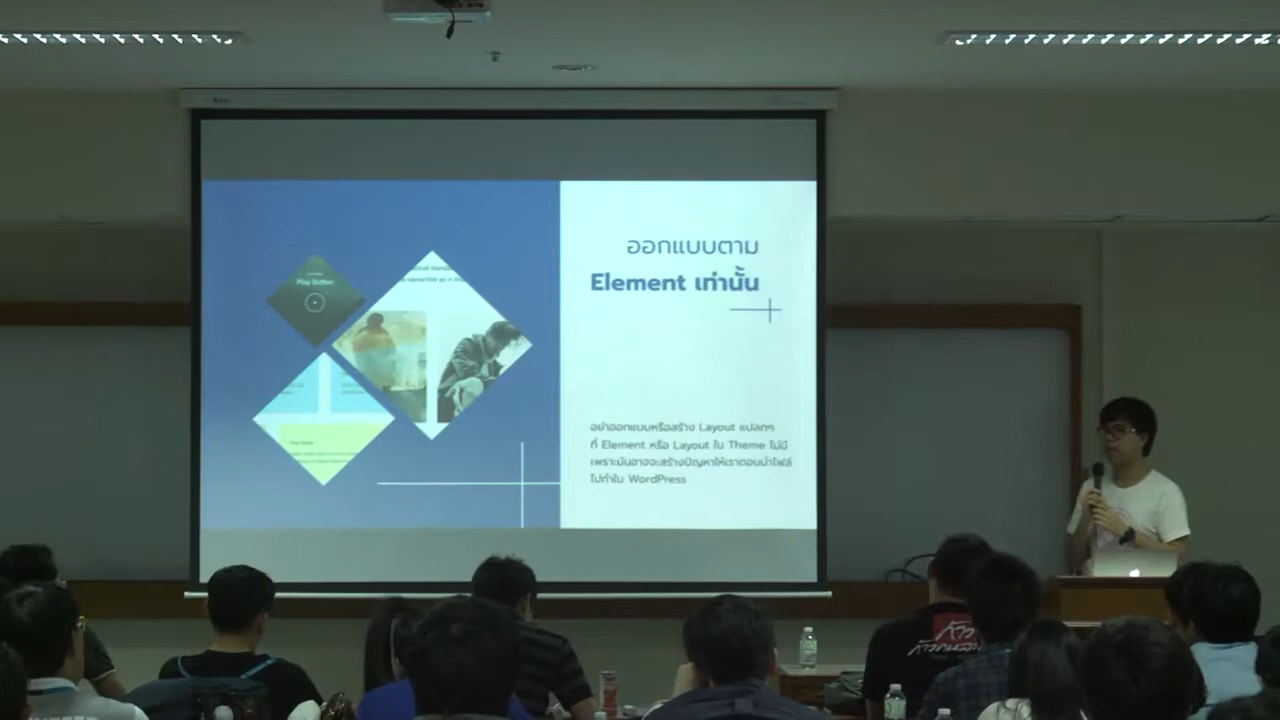 ออกแบบตาม
Element เท่านั้น
Play Button
อย่าออกแบบหรือสร้าง Layout แปลกๆ
ที่ Element หรือ Layout ใน Theme ไม่มี
เพราะมันอาจจะสร้างปัญหาให้เราตอนนำไฟล์
ไปทำใน WordPress
ก้าว